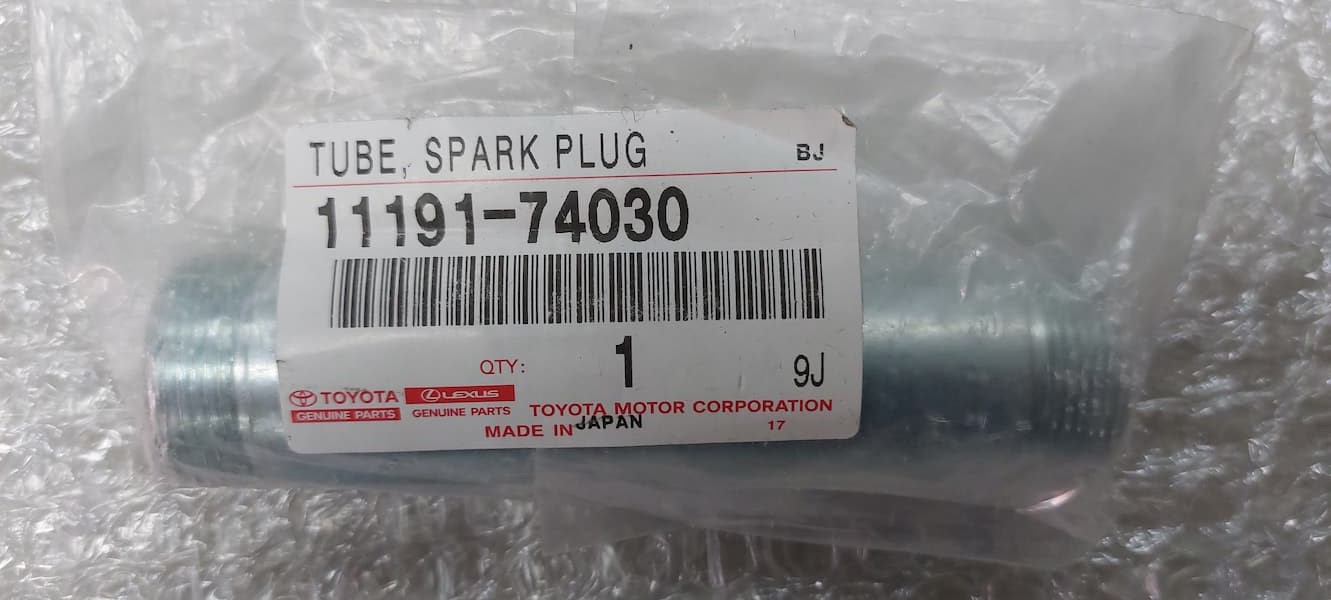 TUBE, SPARK PLUG BJ
11191-74030
QTY: 1 9J
TOYOTA LEXUS
GENUINE PARTS GENUINE PARTS TOYOTA MOTOR CORPORATION
MADE IN JAPAN 17